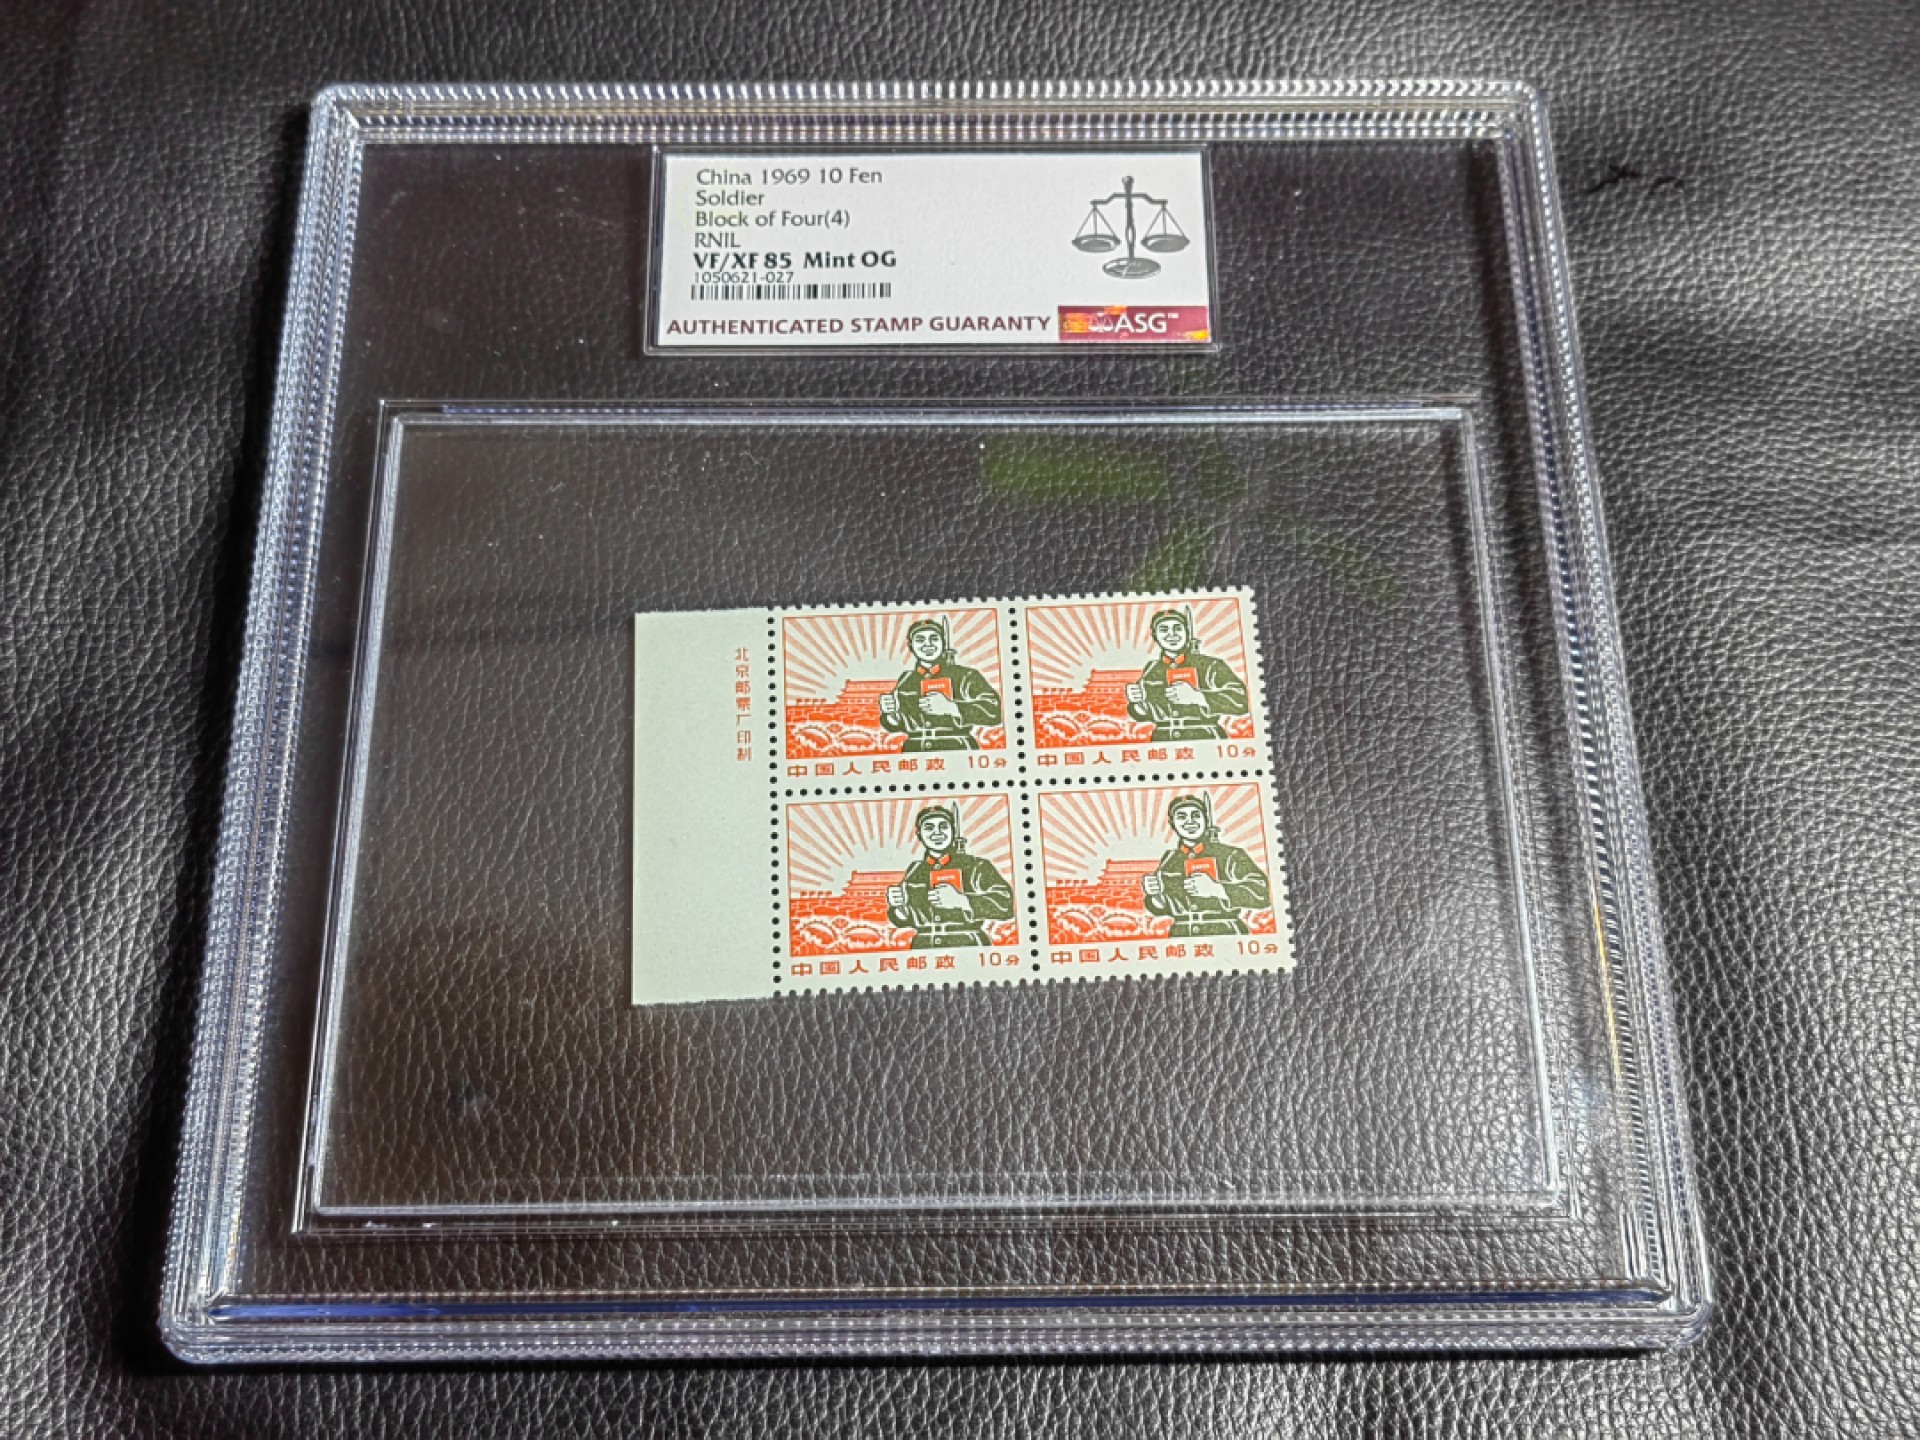 China 1969 10 Fen
Soldier
Block of Four(4)
RNIL
VF/XF 85 Mint OG
1050621-027
AUTHENTICATED STAMP GUARANTY ASG™
北京邮票厂印制
中国人民邮政 10分
中国人民邮政 10分
中国人民邮政 10分
中国人民邮政 10分